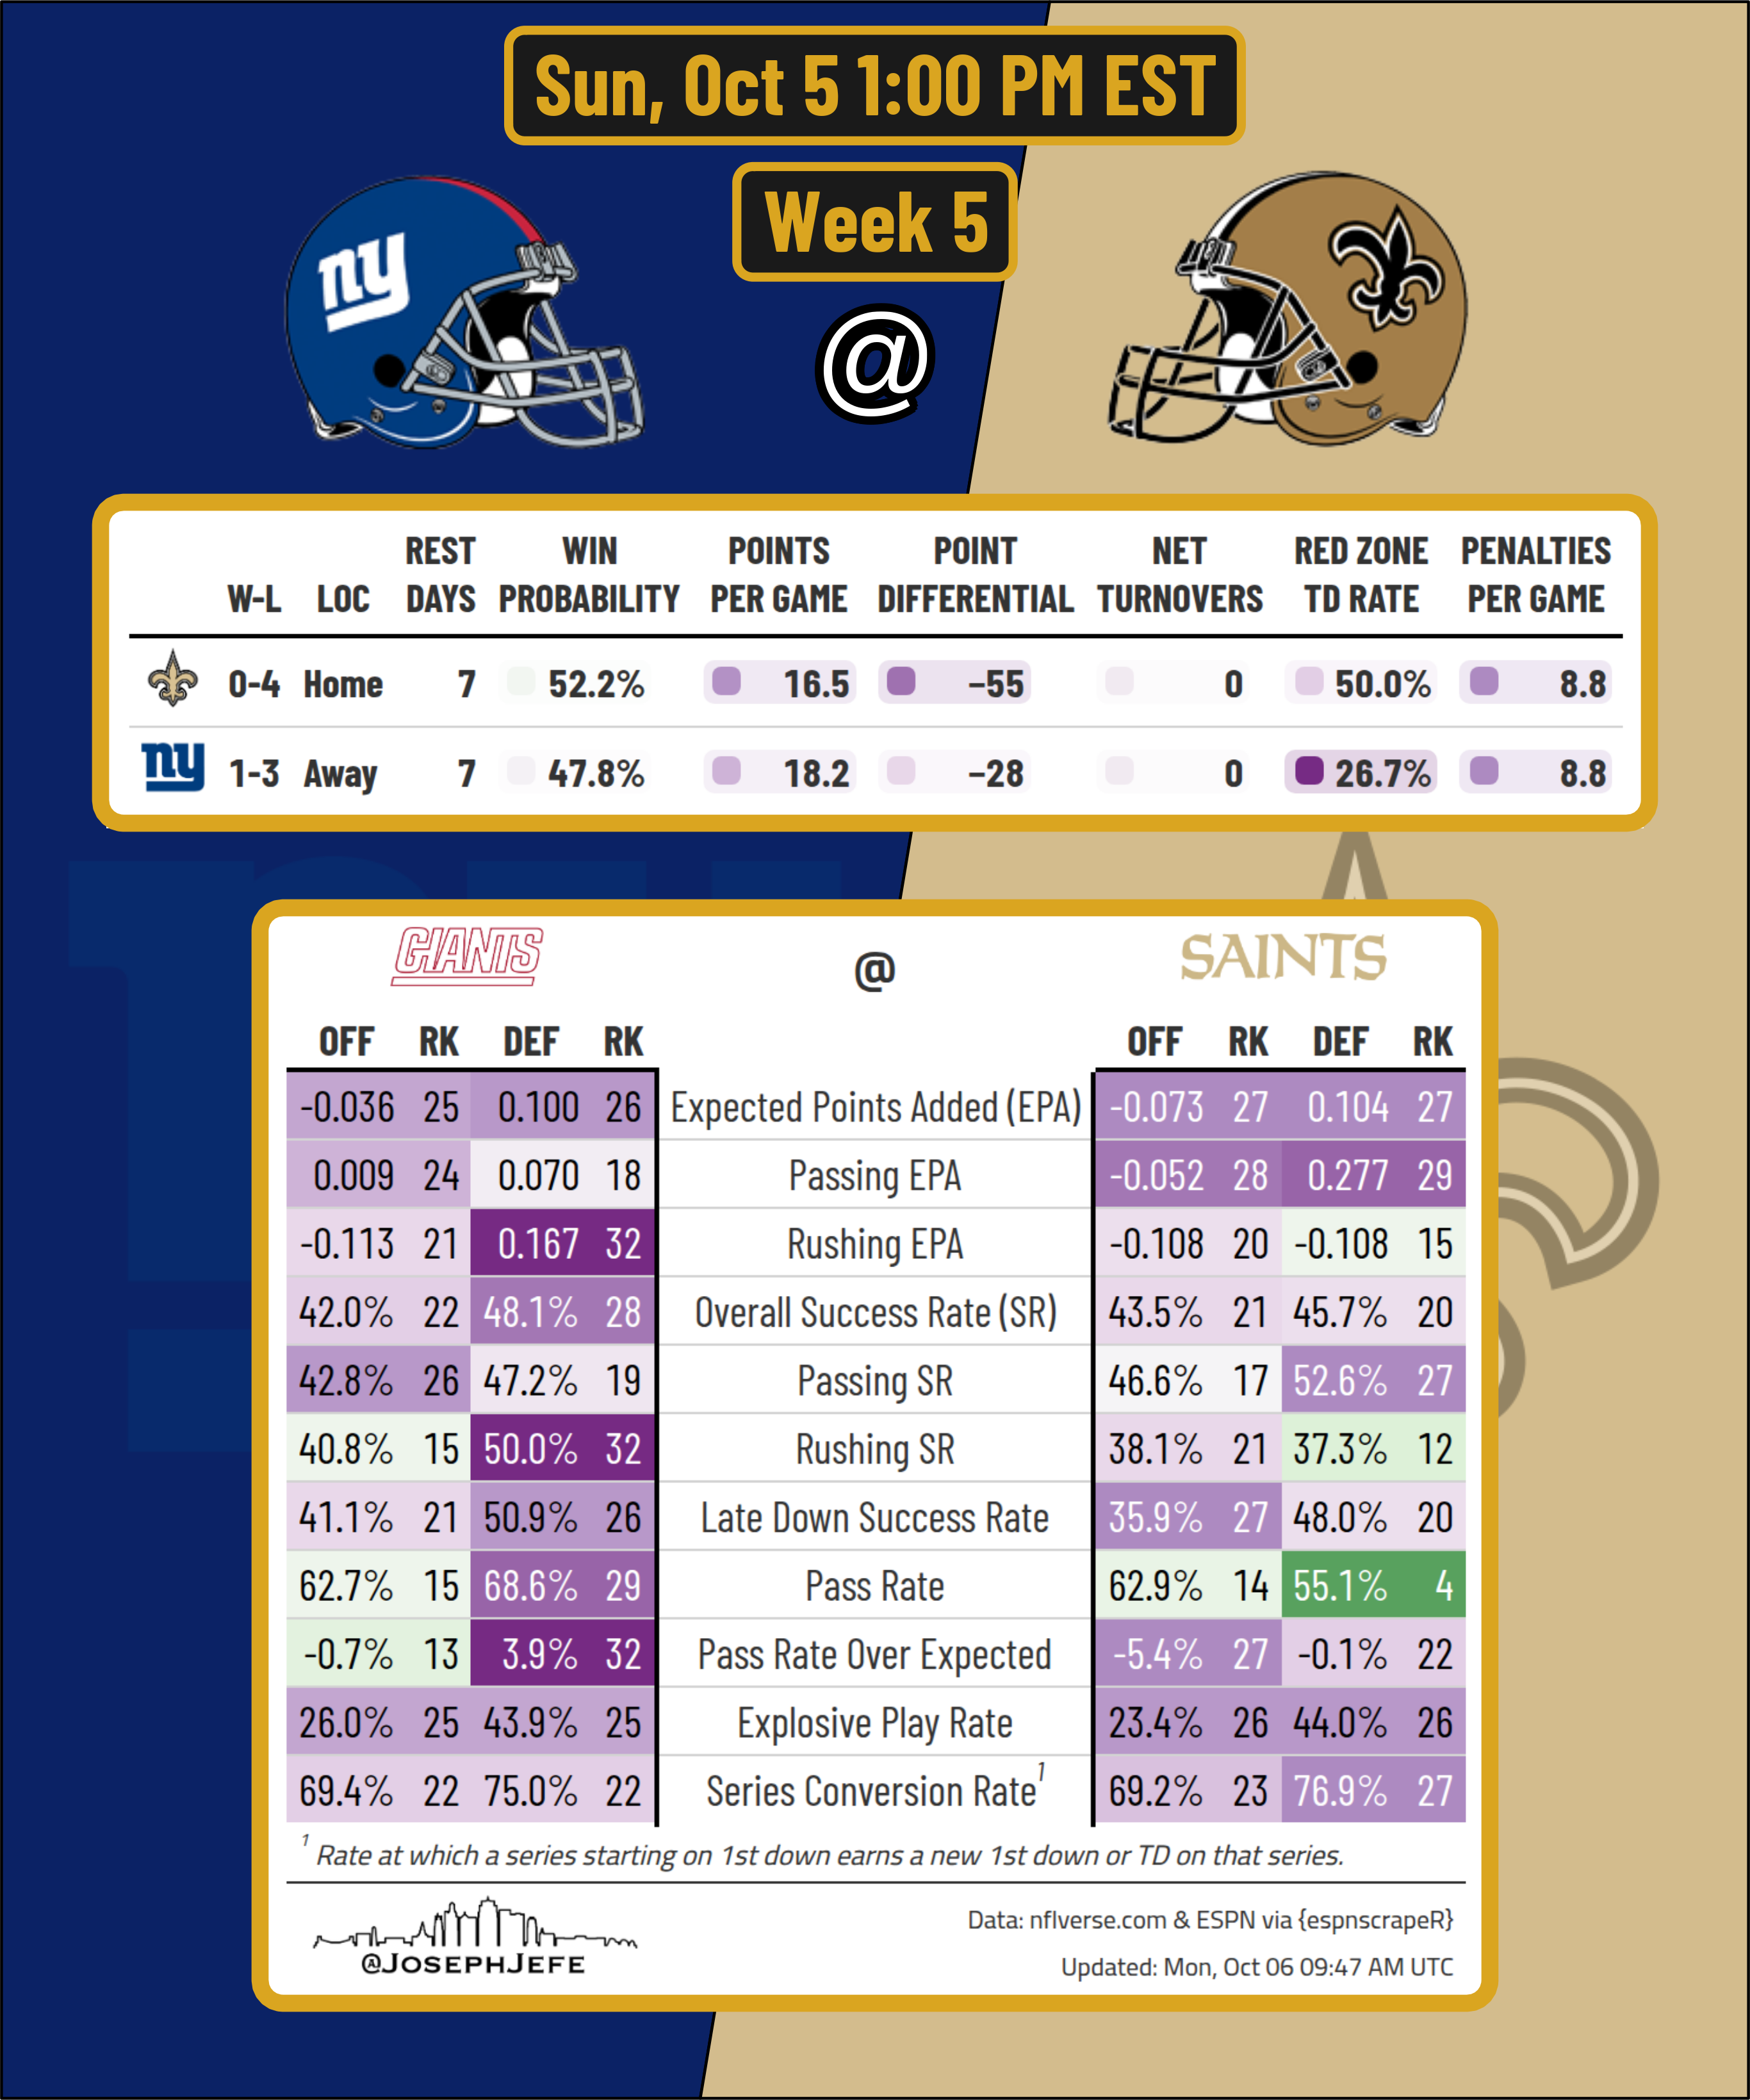 Sun, Oct 5 1:00 PM EST
Week 5
ny
@
REST WIN POINTS POINT NET RED ZONE PENALTIES
W-L LOC DAYS PROBABILITY PER GAME DIFFERENTIAL TURNOVERS TD RATE PER GAME
0-4 Home 7 52.2% 16.5 −55 0 50.0% 8.8
ny 1-3 Away 7 47.8% 18.2 −28 0 26.7% 8.8
GIANTS @ SAINTS
OFF RK DEF RK OFF RK DEF RK
-0.036 25 0.100 26 Expected Points Added (EPA) -0.073 27 0.104 27
0.009 24 0.070 18 Passing EPA -0.052 28 0.277 29
-0.113 21 0.167 32 Rushing EPA -0.108 20 -0.108 15
42.0% 22 48.1% 28 Overall Success Rate (SR) 43.5% 21 45.7% 20
42.8% 26 47.2% 19 Passing SR 46.6% 17 52.6% 27
40.8% 15 50.0% 32 Rushing SR 38.1% 21 37.3% 12
41.1% 21 50.9% 26 Late Down Success Rate 35.9% 27 48.0% 20
62.7% 15 68.6% 29 Pass Rate 62.9% 14 55.1% 4
-0.7% 13 3.9% 32 Pass Rate Over Expected -5.4% 27 -0.1% 22
26.0% 25 43.9% 25 Explosive Play Rate 23.4% 26 44.0% 26
69.4% 22 75.0% 22 Series Conversion Rate¹ 69.2% 23 76.9% 27
¹ Rate at which a series starting on 1st down earns a new 1st down or TD on that series.
Data: nflverse.com & ESPN via {espnscrapeR}
@JOSEPHJEFE
Updated: Mon, Oct 06 09:47 AM UTC